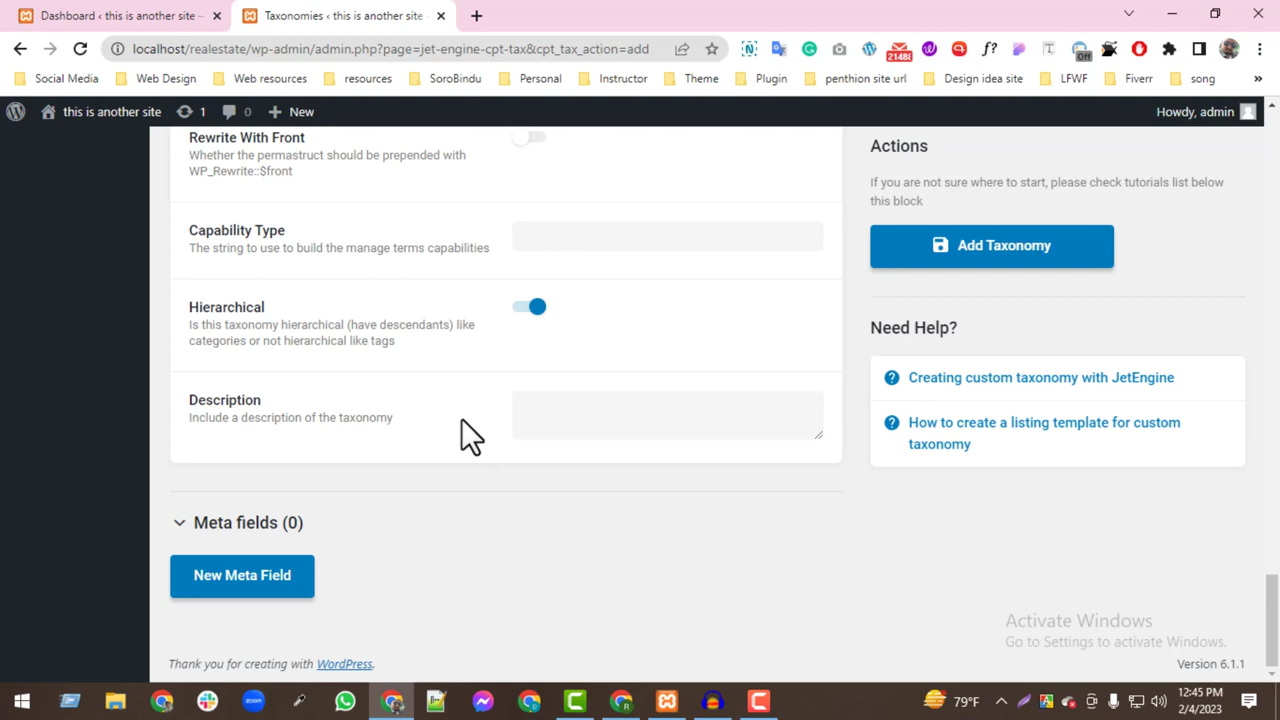 Dashboard ‹ this is another site –
Taxonomies ‹ this is another site
localhost/realestate/wp-admin/admin.php?page=jet-engine-cpt-tax&cpt_tax_action=add
21488
Off
Social Media
Web Design
Web resources
resources
SoroBindu
Personal
Instructor
Theme
Plugin
penthion site url
Design idea site
LFWF
Fiverr
song
this is another site
1
0
New
Howdy, admin
Rewrite With Front
Whether the permastruct should be prepended with
WP_Rewrite::$front
Capability Type
The string to use to build the manage terms capabilities
Hierarchical
Is this taxonomy hierarchical (have descendants) like
categories or not hierarchical like tags
Description
Include a description of the taxonomy
Meta fields (0)
New Meta Field
Actions
If you are not sure where to start, please check tutorials list below
this block
Add Taxonomy
Need Help?
Creating custom taxonomy with JetEngine
How to create a listing template for custom
taxonomy
Activate Windows
Go to Settings to activate Windows.
Thank you for creating with WordPress.
Version 6.1.1
zoom
79°F
12:45 PM
2/4/2023